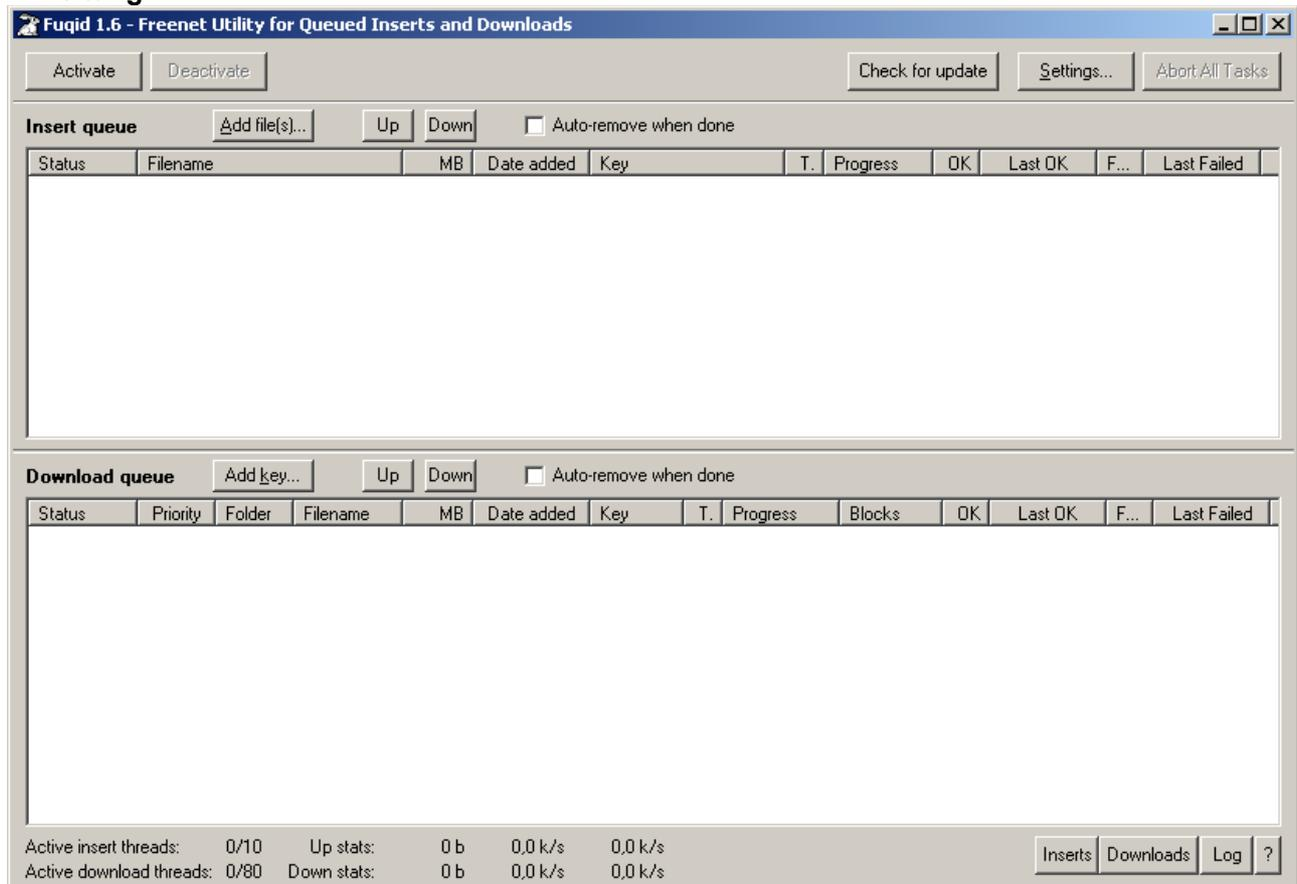 Fuqid 1.6 - Freenet Utility for Queued Inserts and Downloads
Activate Deactivate Check for update Settings... Abort All Tasks
Insert queue Add file(s)... Up Down Auto-remove when done
Status Filename MB Date added Key T. Progress OK Last OK F... Last Failed
Download queue Add key... Up Down Auto-remove when done
Status Priority Folder Filename MB Date added Key T. Progress Blocks OK Last OK F... Last Failed
Active insert threads: 0/10 Up stats: 0 b 0,0 k/s 0,0 k/s
Active download threads: 0/80 Down stats: 0 b 0,0 k/s 0,0 k/s
Inserts Downloads Log ?